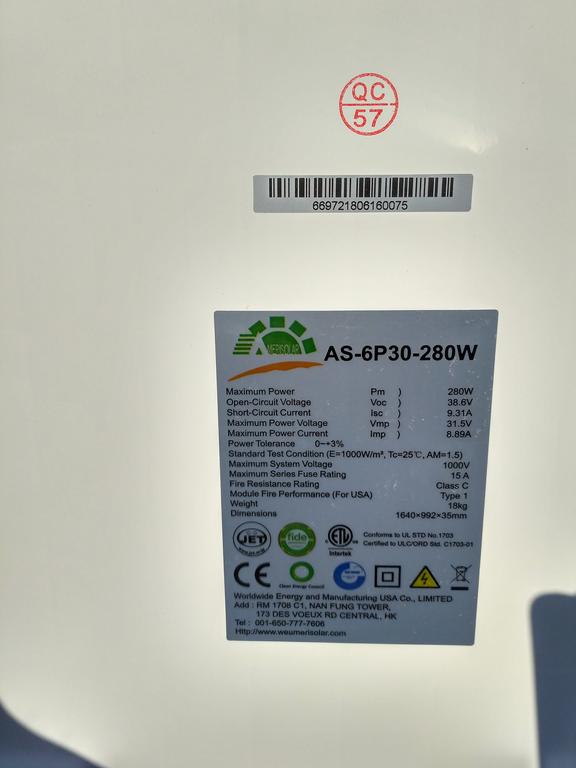 QC
57
669721806160075
AMERISOLAR
AS-6P30-280W
Maximum Power Pm ) 280W
Open-Circuit Voltage Voc ) 38.6V
Short-Circuit Current Isc ) 9.31A
Maximum Power Voltage Vmp ) 31.5V
Maximum Power Current Imp ) 8.89A
Power Tolerance 0~+3%
Standard Test Condition (E=1000W/m², Tc=25℃, AM=1.5)
Maximum System Voltage 1000V
Maximum Series Fuse Rating 15 A
Fire Resistance Rating Class C
Module Fire Performance (For USA) Type 1
Weight 18kg
Dimensions 1640×992×35mm
JET
fide
ETL
Intertek
Conforms to UL STD No.1703
Certified to ULC/ORD Std. C1703-01
CE
Clean Energy Council
Worldwide Energy and Manufacturing USA Co., LIMITED
Add : RM 1708 C1, NAN FUNG TOWER,
173 DES VOEUX RD CENTRAL, HK
Tel : 001-650-777-7606
Http://www.weumerisolar.com